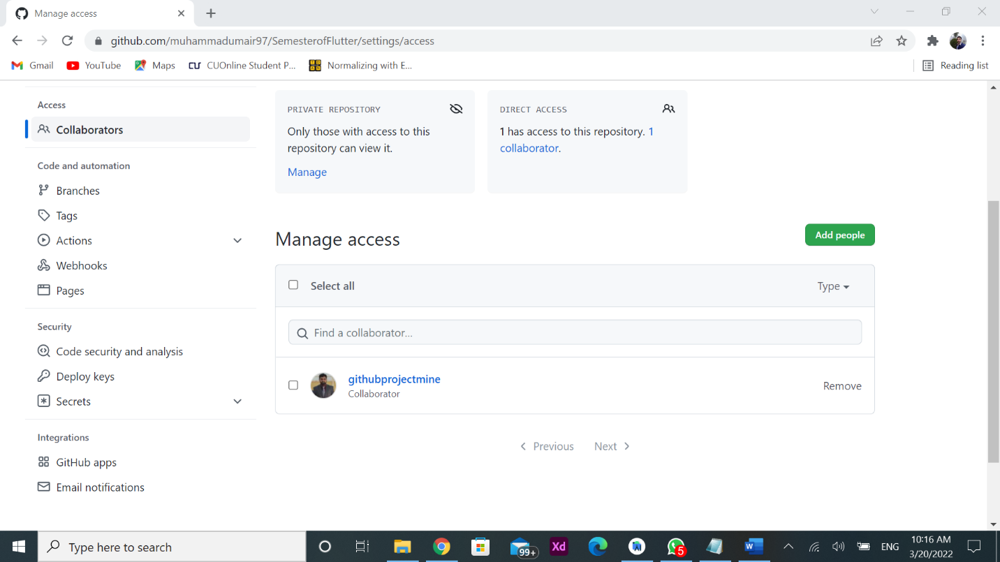 Manage access
github.com/muhammadumair97/SemesterofFlutter/settings/access
Gmail YouTube Maps CUOnline Student P... Normalizing with E... Reading list
Access
Collaborators
Code and automation
Branches
Tags
Actions
Webhooks
Pages
Security
Code security and analysis
Deploy keys
Secrets
Integrations
GitHub apps
Email notifications
PRIVATE REPOSITORY
Only those with access to this
repository can view it.
Manage
DIRECT ACCESS
1 has access to this repository. 1
collaborator.
Manage access
Add people
Select all
Type
Find a collaborator...
githubprojectmine
Collaborator
Remove
Previous Next
Type here to search
99+
Xd
5
W
ENG
10:16 AM
3/20/2022